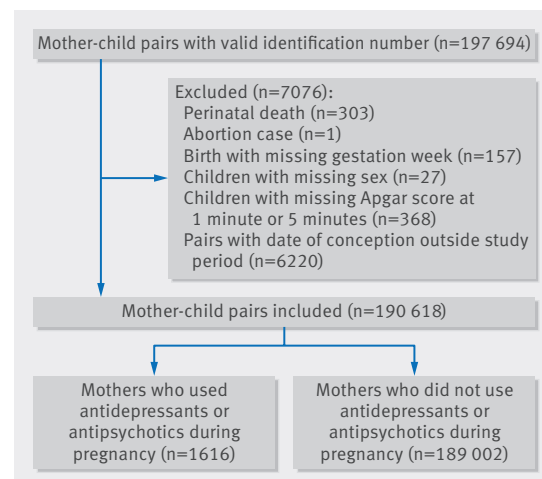 Mother-child pairs with valid identification number (n=197 694)
Excluded (n=7076):
Perinatal death (n=303)
Abortion case (n=1)
Birth with missing gestation week (n=157)
Children with missing sex (n=27)
Children with missing Apgar score at
1 minute or 5 minutes (n=368)
Pairs with date of conception outside study
period (n=6220)
Mother-child pairs included (n=190 618)
Mothers who used
antidepressants or
antipsychotics during
pregnancy (n=1616)
Mothers who did not use
antidepressants or
antipsychotics during
pregnancy (n=189 002)